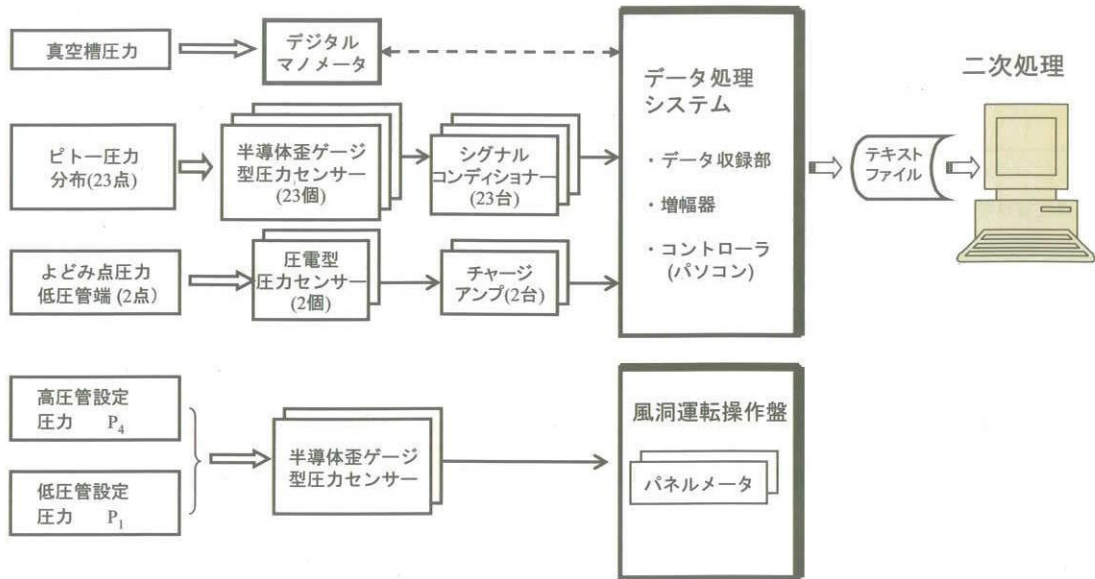 真空槽圧力
デジタル
マノメータ
ピトー圧力
分布(23点)
半導体歪ゲージ
型圧力センサー
(23個)
シグナル
コンディショナー
(23台)
よどみ点圧力
低圧管端 (2点)
圧電型
圧力センサー
(2個)
チャージ
アンプ(2台)
データ処理
システム
・データ収録部
・増幅器
・コントローラ
(パソコン)
テキスト
ファイル
二次処理
高圧管設定
圧力 P4
低圧管設定
圧力 P1
半導体歪ゲージ
型圧力センサー
風洞運転操作盤
パネルメータ